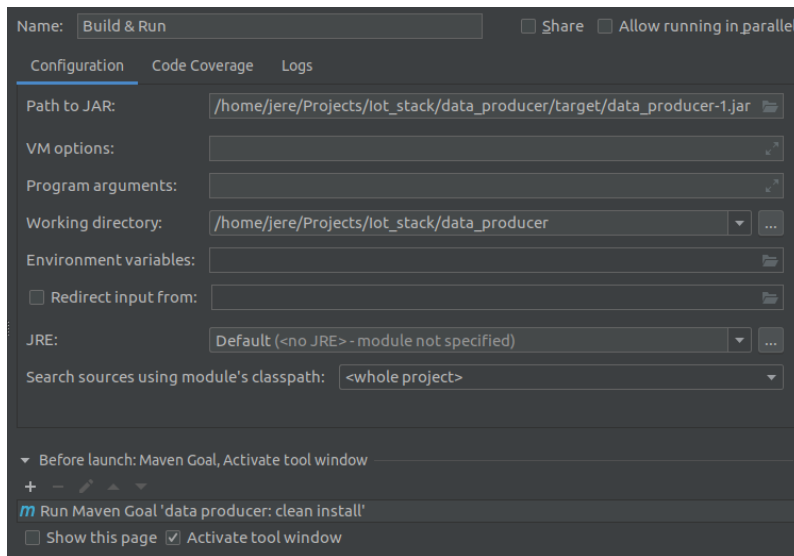 Name: Build & Run Share Allow running in paralle
Configuration Code Coverage Logs
Path to JAR: /home/jere/Projects/Iot_stack/data_producer/target/data_producer-1.jar
VM options:
Program arguments:
Working directory: /home/jere/Projects/Iot_stack/data_producer ...
Environment variables:
Redirect input from:
JRE: Default (<no JRE> - module not specified) ...
Search sources using module's classpath: <whole project>
Before launch: Maven Goal, Activate tool window
m Run Maven Goal 'data producer: clean install'
Show this page Activate tool window